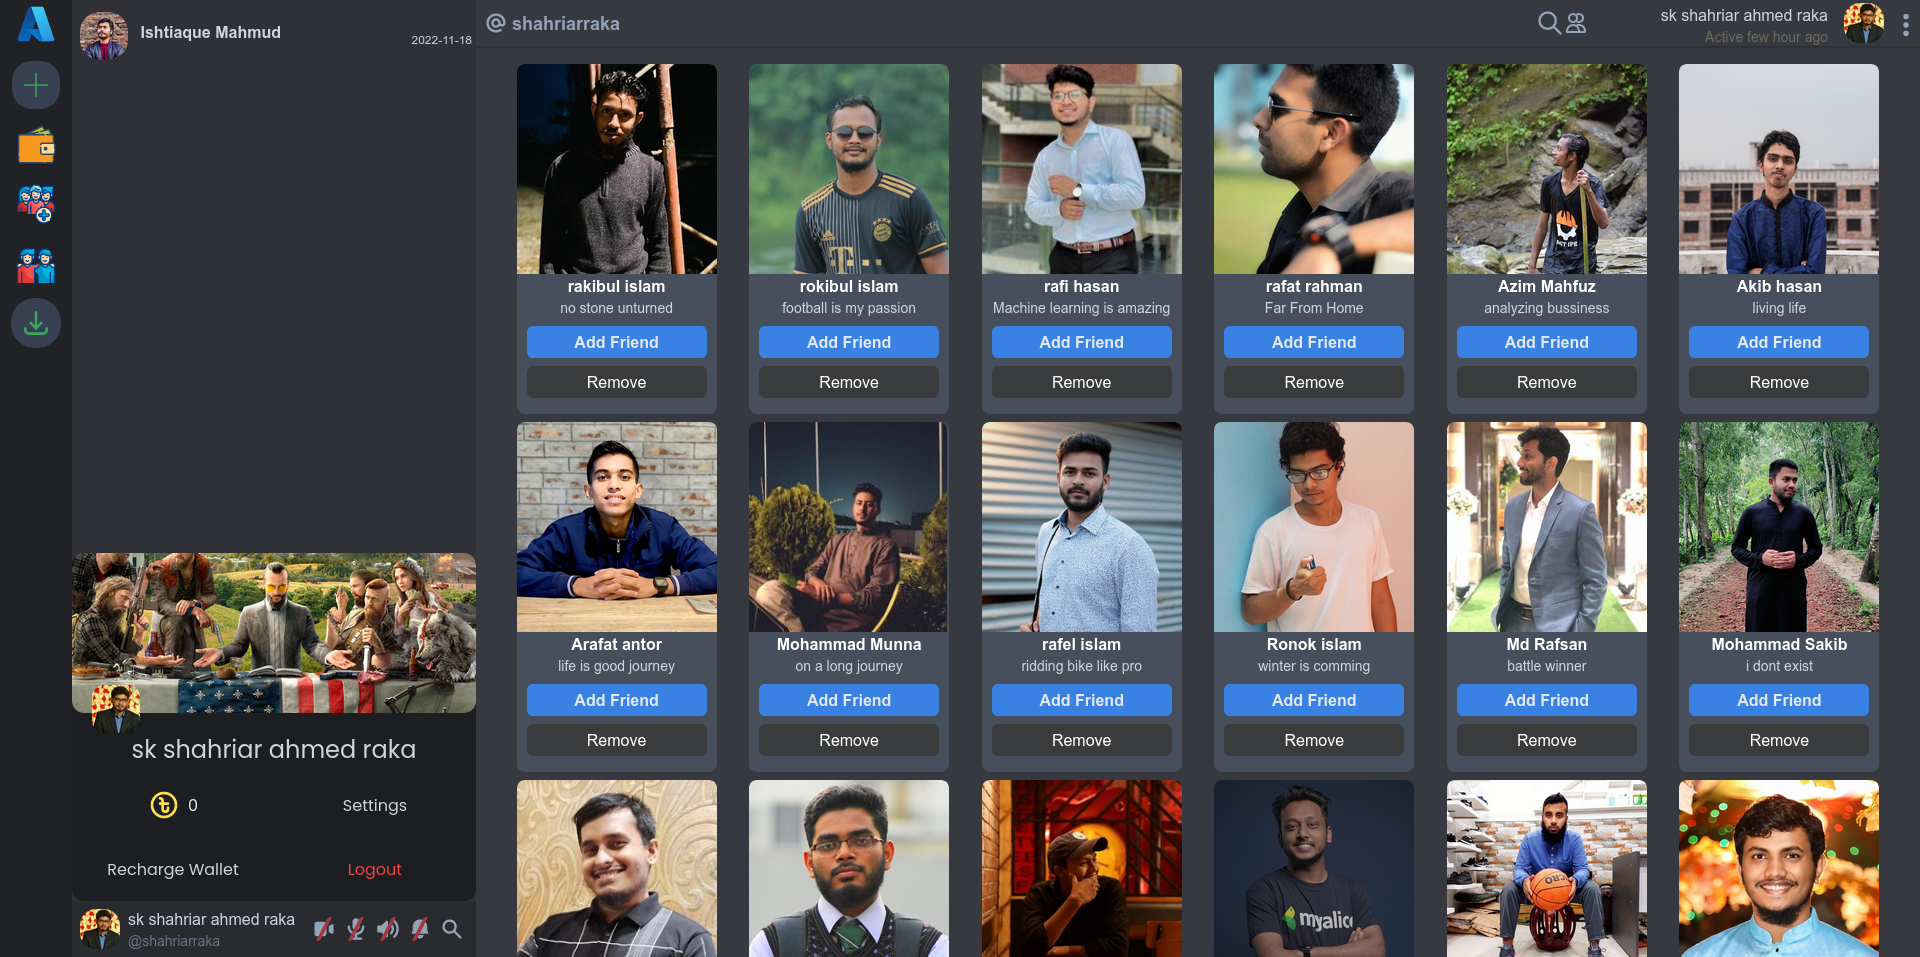 Ishtiaque Mahmud
2022-11-18
@ shahriarraka
sk shahriar ahmed raka
Active few hour ago
rakibul islam
no stone unturned
Add Friend
Remove
rokibul islam
football is my passion
Add Friend
Remove
rafi hasan
Machine learning is amazing
Add Friend
Remove
rafat rahman
Far From Home
Add Friend
Remove
Azim Mahfuz
analyzing bussiness
Add Friend
Remove
Akib hasan
living life
Add Friend
Remove
Arafat antor
life is good journey
Add Friend
Remove
Mohammad Munna
on a long journey
Add Friend
Remove
rafel islam
ridding bike like pro
Add Friend
Remove
Ronok islam
winter is comming
Add Friend
Remove
Md Rafsan
battle winner
Add Friend
Remove
Mohammad Sakib
i dont exist
Add Friend
Remove
myalice
MICRO
sk shahriar ahmed raka
0
Settings
Recharge Wallet
Logout
sk shahriar ahmed raka
@shahriarraka